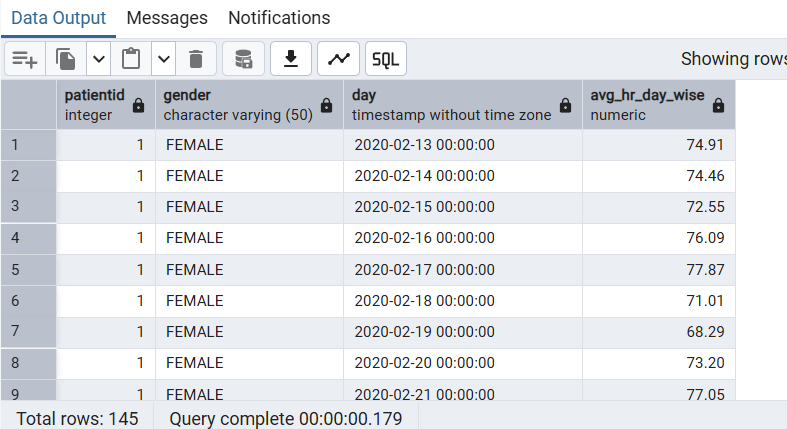 Data Output Messages Notifications
SQL Showing rows
patientid gender day avg_hr_day_wise
integer character varying (50) timestamp without time zone numeric
1 1 FEMALE 2020-02-13 00:00:00 74.91
2 1 FEMALE 2020-02-14 00:00:00 74.46
3 1 FEMALE 2020-02-15 00:00:00 72.55
4 1 FEMALE 2020-02-16 00:00:00 76.09
5 1 FEMALE 2020-02-17 00:00:00 77.87
6 1 FEMALE 2020-02-18 00:00:00 71.01
7 1 FEMALE 2020-02-19 00:00:00 68.29
8 1 FEMALE 2020-02-20 00:00:00 73.20
9 1 FEMALE 2020-02-21 00:00:00 77.05
Total rows: 145 Query complete 00:00:00.179